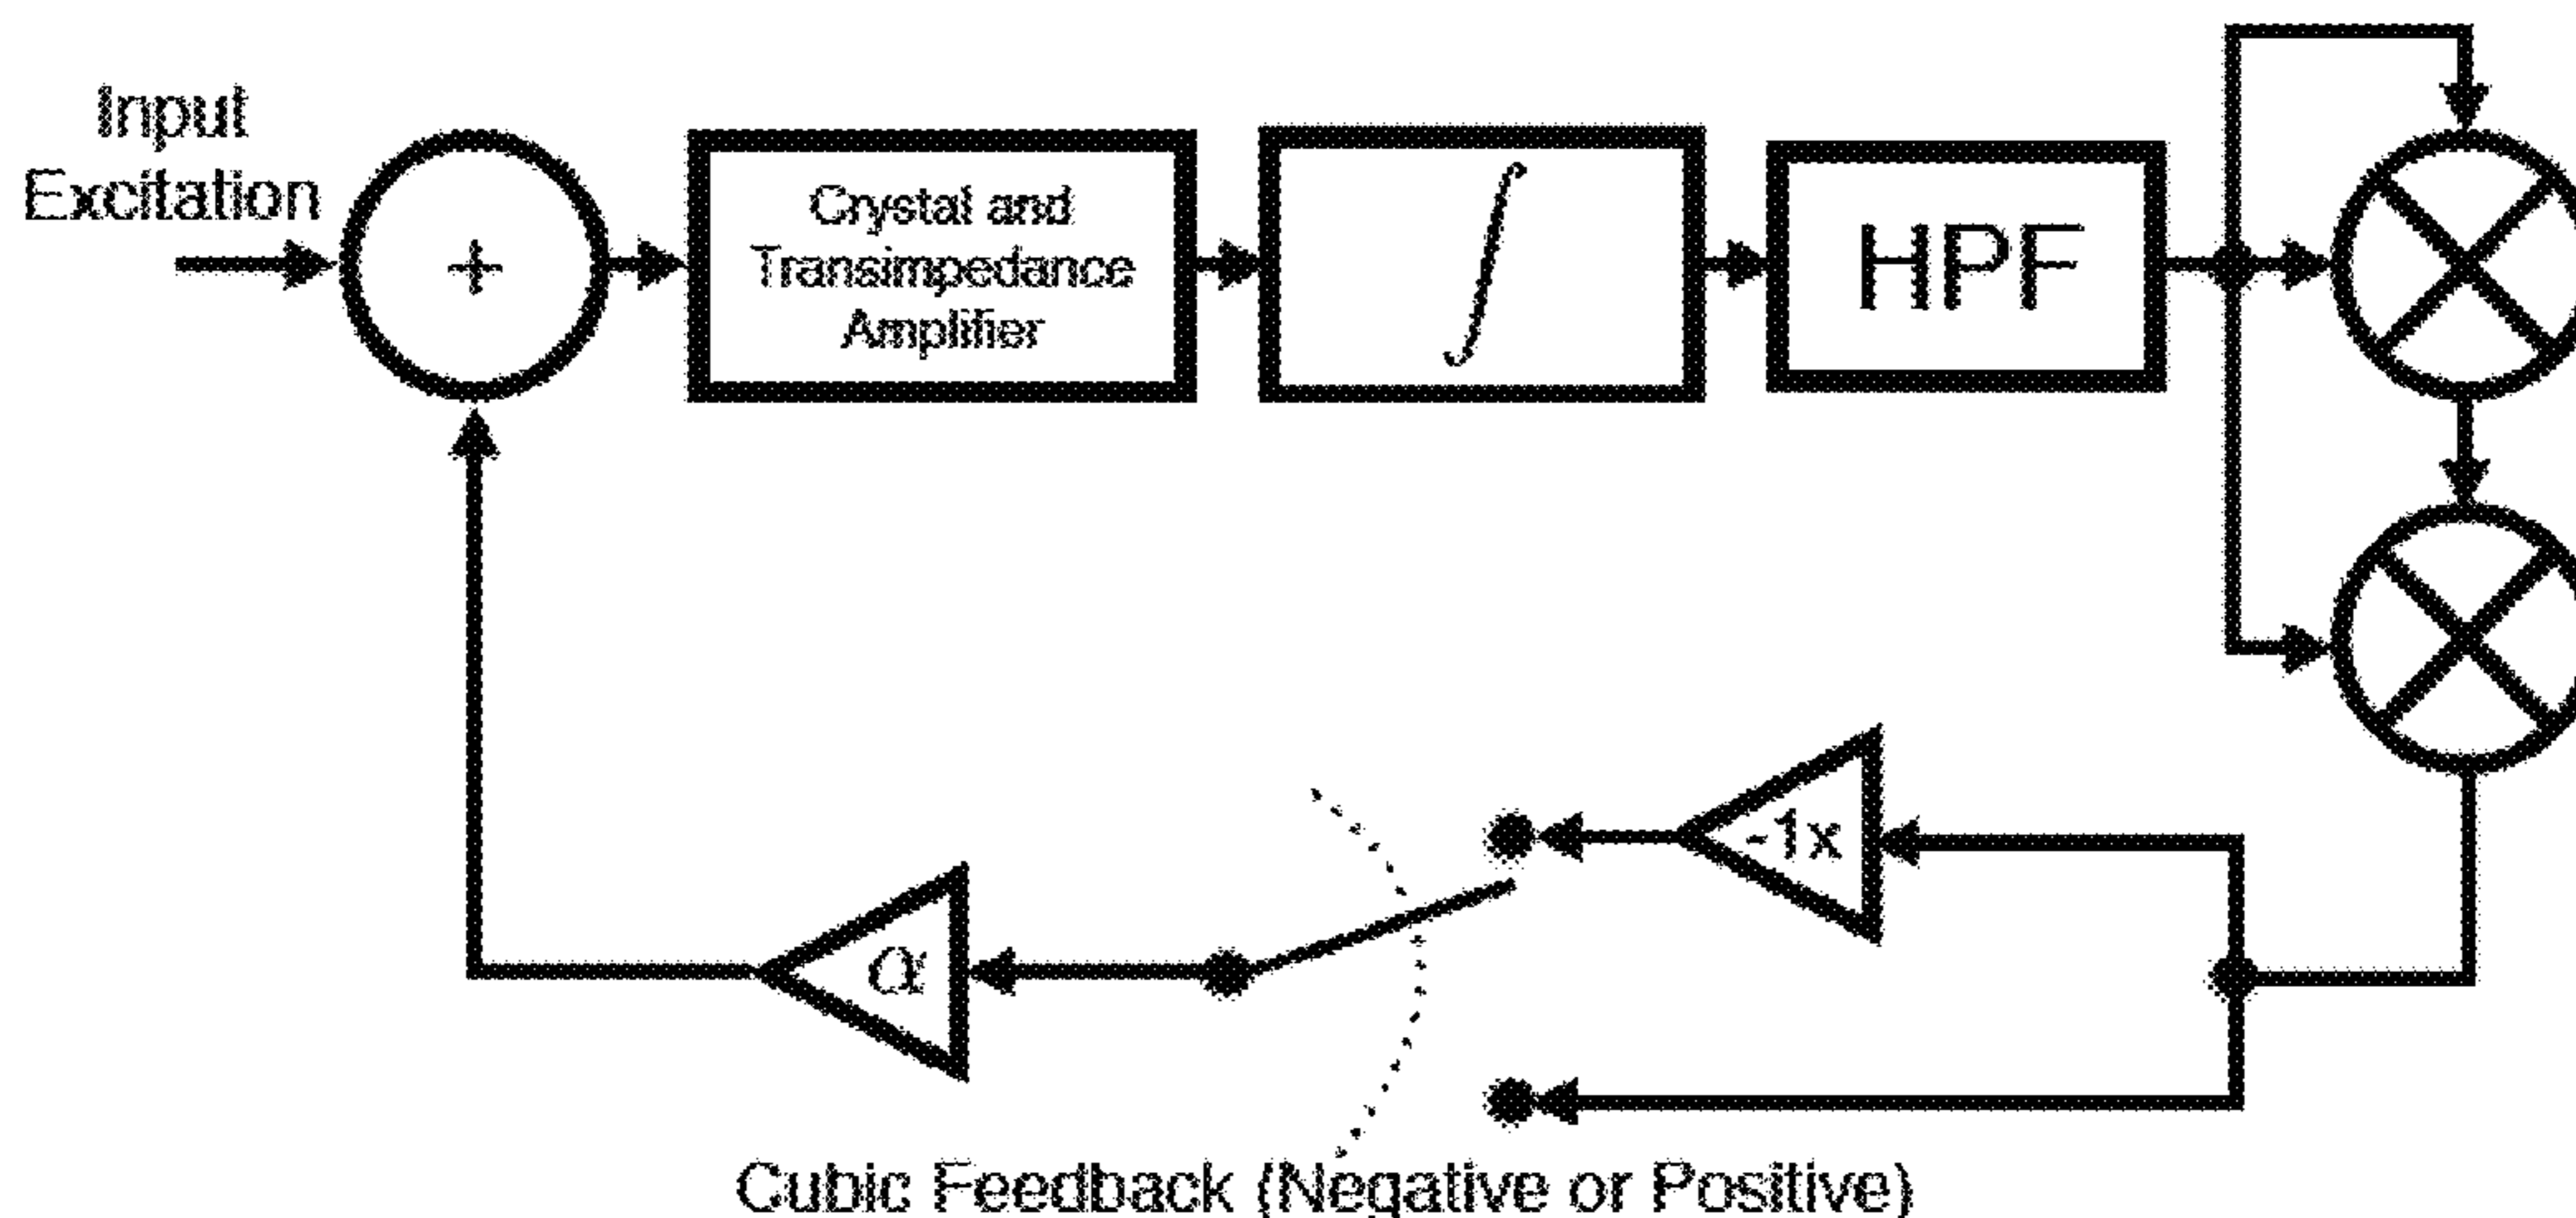 Input
Excitation
+
Crystal and
Transimpedance
Amplifier
∫
HPF
-1x
α
Cubic Feedback (Negative or Positive)